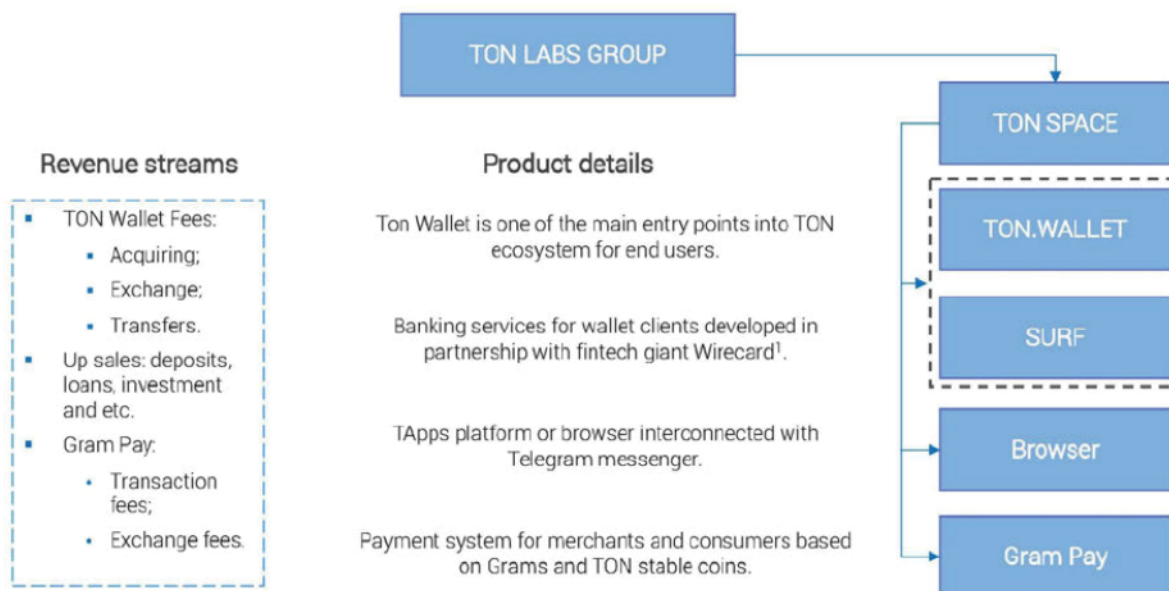 TON LABS GROUP
TON SPACE
Revenue streams
▪ TON Wallet Fees:
▪ Acquiring;
▪ Exchange;
▪ Transfers.
▪ Up sales: deposits,
loans, investment
and etc.
▪ Gram Pay:
• Transaction
fees;
• Exchange fees.
Product details
Ton Wallet is one of the main entry points into TON
ecosystem for end users.
Banking services for wallet clients developed in
partnership with fintech giant Wirecard¹.
TApps platform or browser interconnected with
Telegram messenger.
Payment system for merchants and consumers based
on Grams and TON stable coins.
TON.WALLET
SURF
Browser
Gram Pay